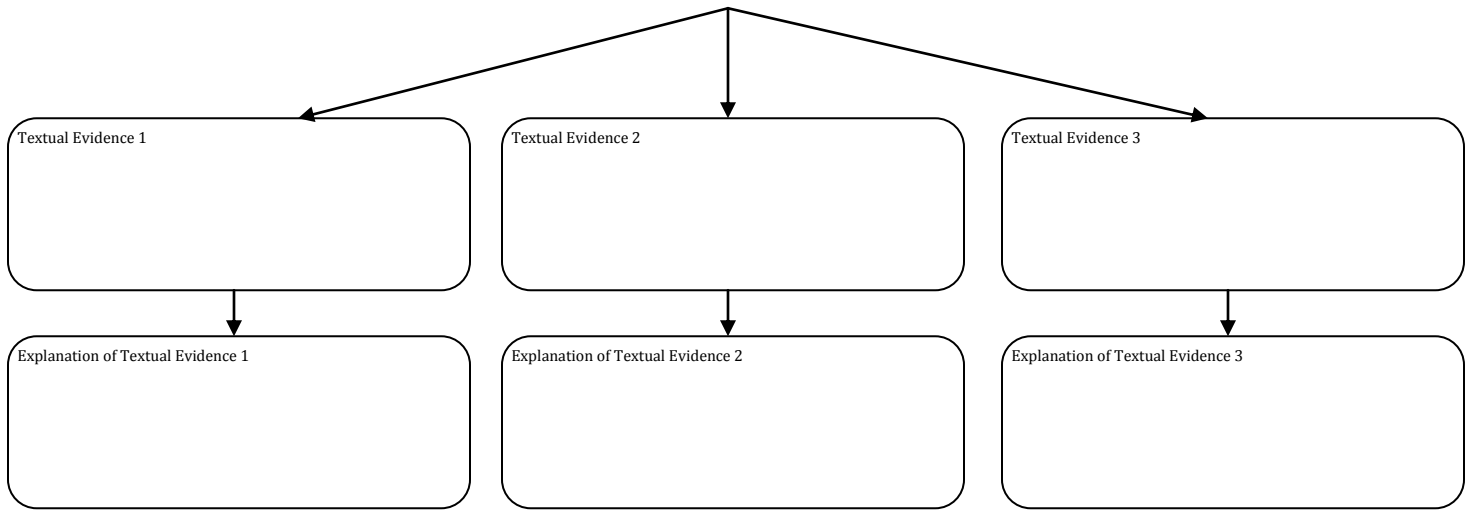 Textual Evidence 1
Textual Evidence 2
Textual Evidence 3
Explanation of Textual Evidence 1
Explanation of Textual Evidence 2
Explanation of Textual Evidence 3